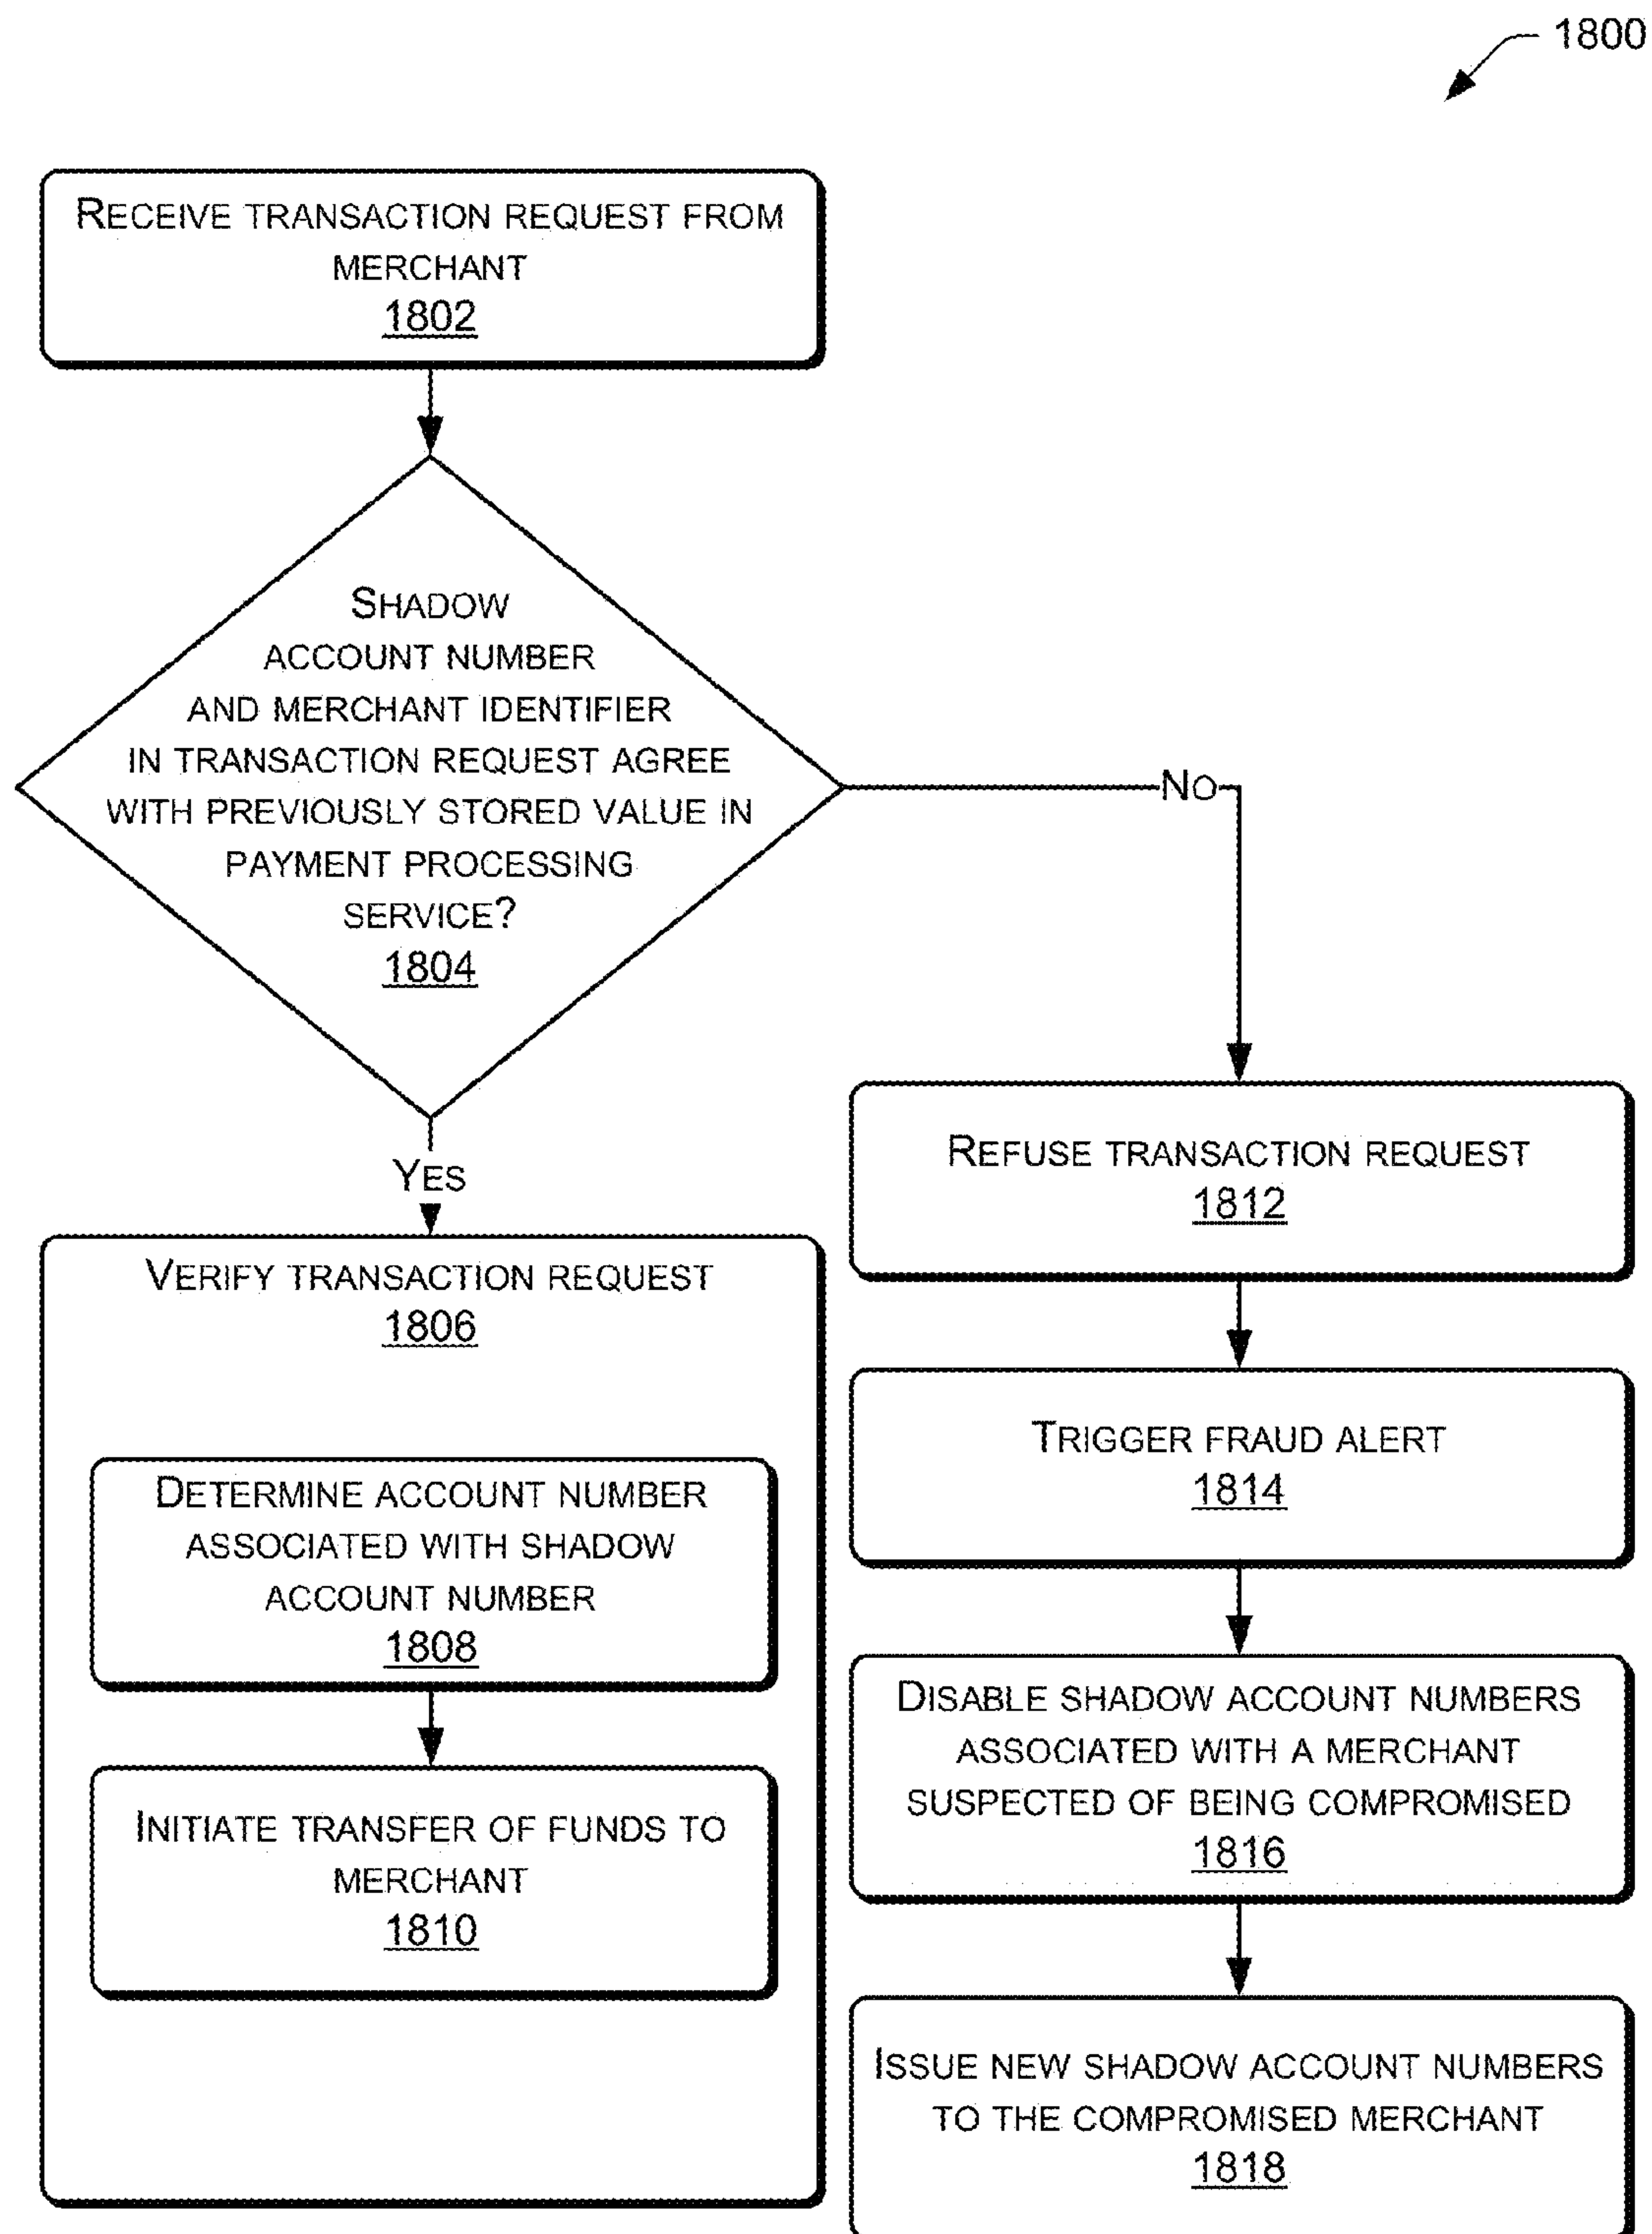 1800
RECEIVE TRANSACTION REQUEST FROM
MERCHANT
1802
SHADOW
ACCOUNT NUMBER
AND MERCHANT IDENTIFIER
IN TRANSACTION REQUEST AGREE
WITH PREVIOUSLY STORED VALUE IN
PAYMENT PROCESSING
SERVICE?
1804
NO
YES
VERIFY TRANSACTION REQUEST
1806
DETERMINE ACCOUNT NUMBER
ASSOCIATED WITH SHADOW
ACCOUNT NUMBER
1808
INITIATE TRANSFER OF FUNDS TO
MERCHANT
1810
REFUSE TRANSACTION REQUEST
1812
TRIGGER FRAUD ALERT
1814
DISABLE SHADOW ACCOUNT NUMBERS
ASSOCIATED WITH A MERCHANT
SUSPECTED OF BEING COMPROMISED
1816
ISSUE NEW SHADOW ACCOUNT NUMBERS
TO THE COMPROMISED MERCHANT
1818